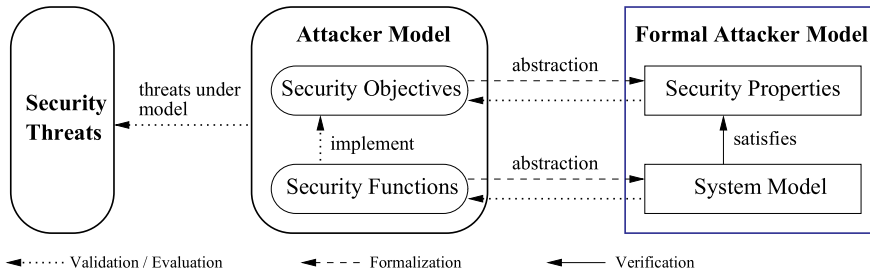 Security
Threats
threats under
model
Attacker Model
Security Objectives
implement
Security Functions
abstraction
abstraction
Formal Attacker Model
Security Properties
satisfies
System Model
Validation / Evaluation
Formalization
Verification